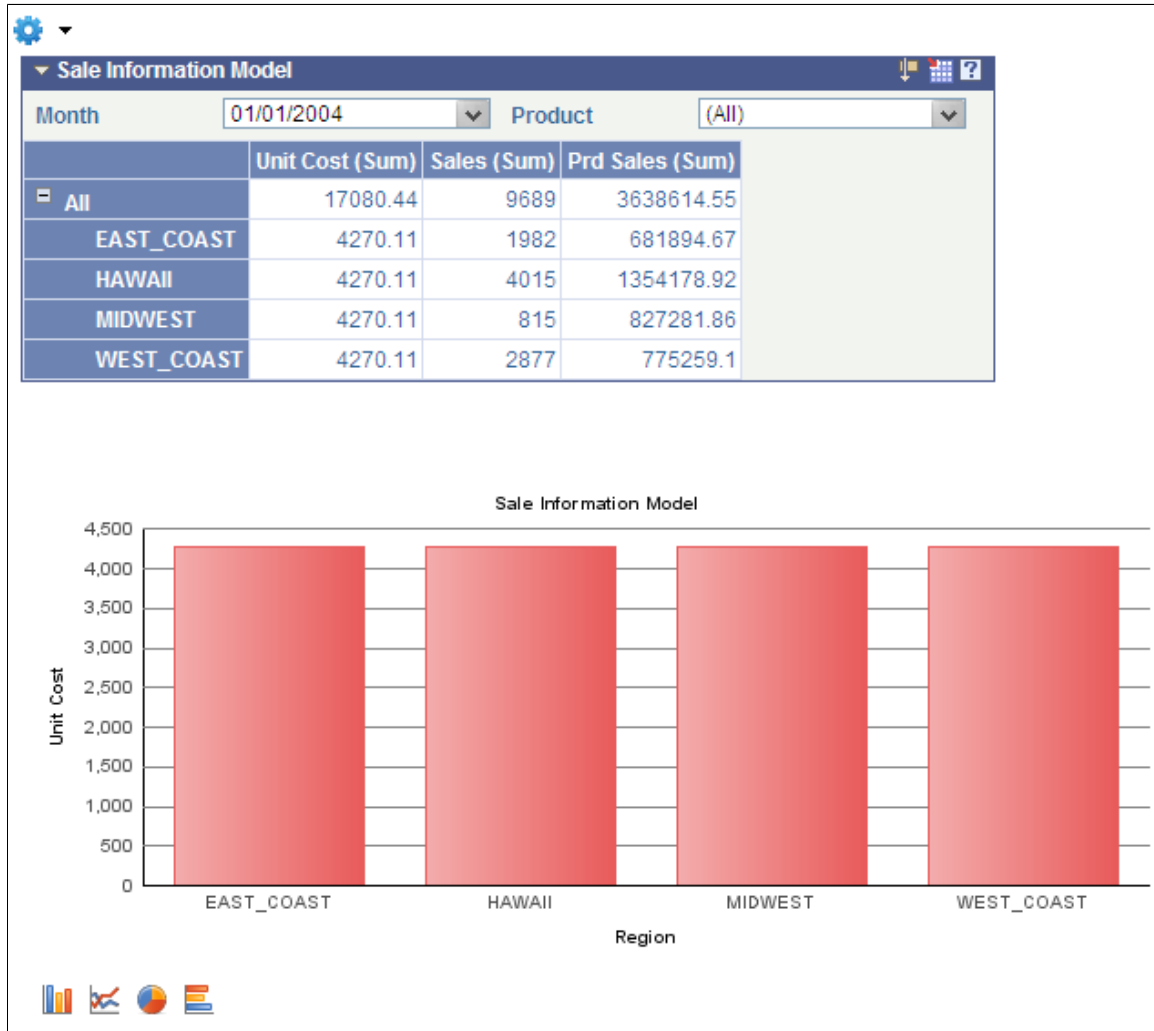 Sale Information Model
Month 01/01/2004 Product (All)
Unit Cost (Sum) Sales (Sum) Prd Sales (Sum)
All 17080.44 9689 3638614.55
EAST_COAST 4270.11 1982 681894.67
HAWAII 4270.11 4015 1354178.92
MIDWEST 4270.11 815 827281.86
WEST_COAST 4270.11 2877 775259.1
Sale Information Model
4,500
4,000
3,500
3,000
2,500
2,000
1,500
1,000
500
0
Unit Cost
EAST_COAST HAWAII MIDWEST WEST_COAST
Region